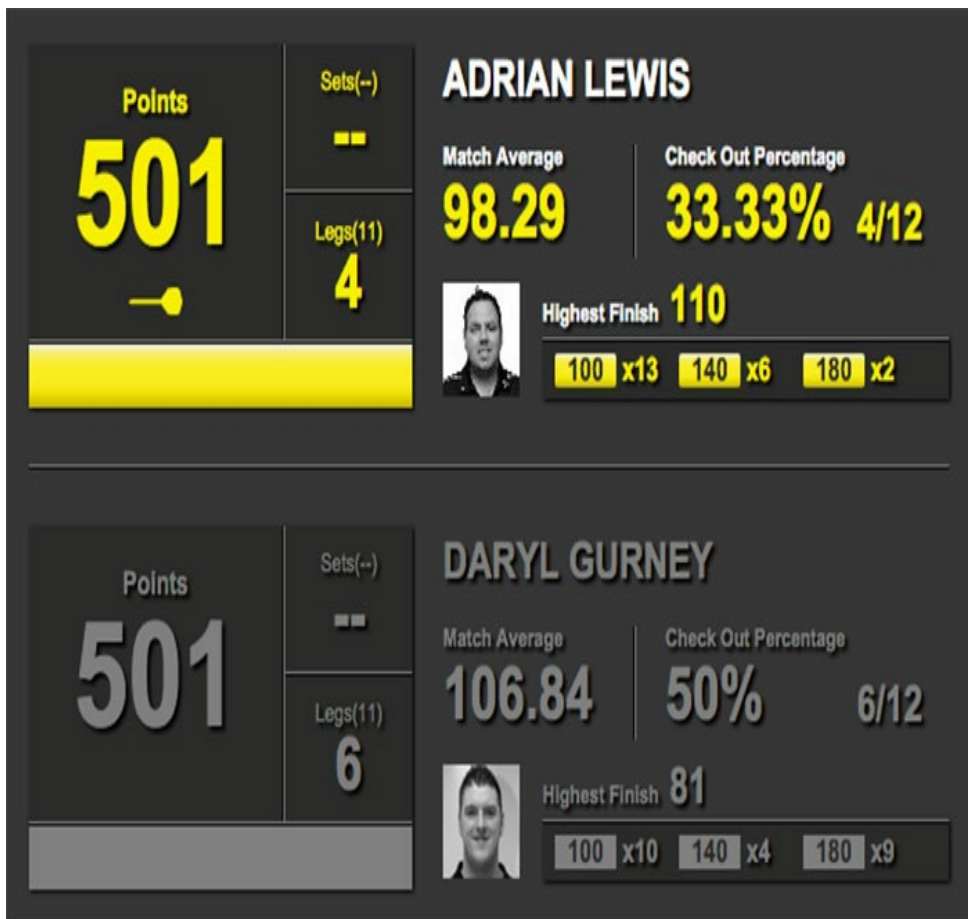 ADRIAN LEWIS
Points
501
Sets(--)
--
Legs(11)
4
Match Average
98.29
Check Out Percentage
33.33% 4/12
Highest Finish 110
100 x13 140 x6 180 x2
DARYL GURNEY
Points
501
Sets(--)
--
Legs(11)
6
Match Average
106.84
Check Out Percentage
50% 6/12
Highest Finish 81
100 x10 140 x4 180 x9